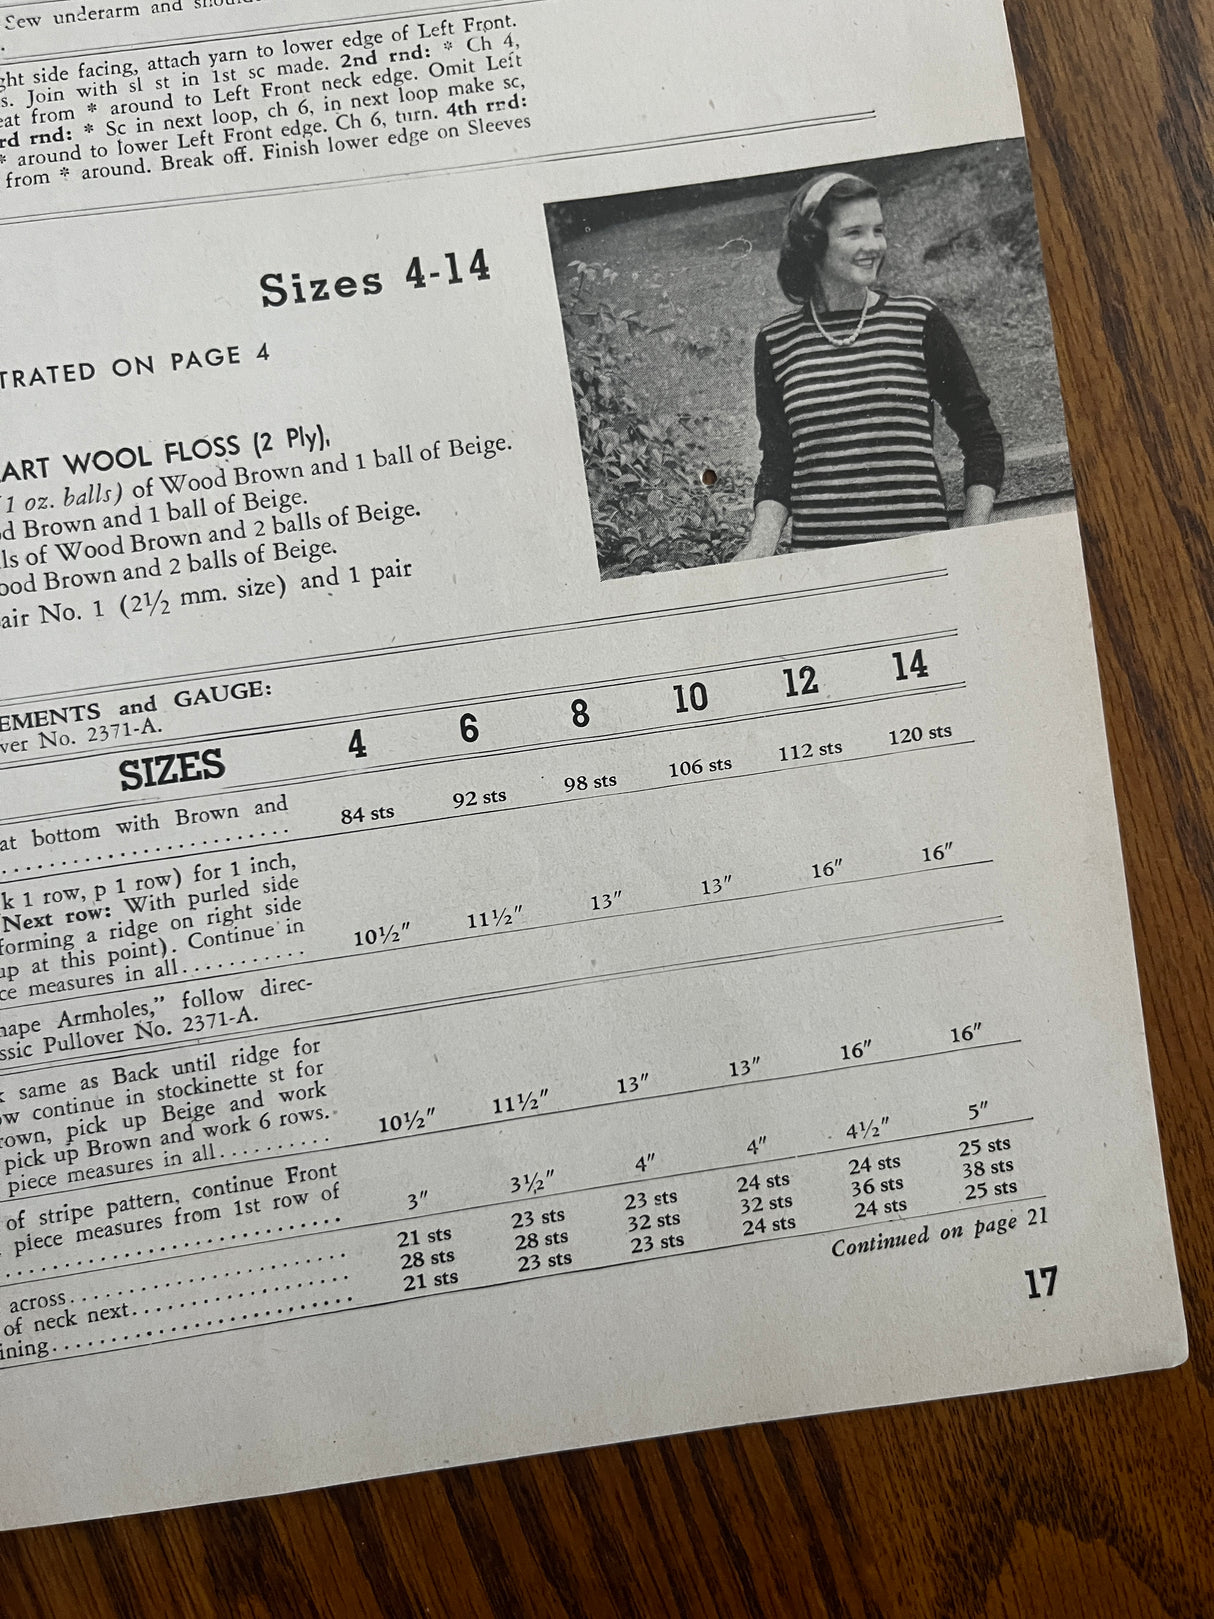 Sew underarm and
ght side facing, attach yarn to lower edge of Left Front.
s. Join with sl st in 1st sc made. 2nd rnd: * Ch 4,
eat from * around to Left Front neck edge. Omit Left
rd rnd: * Sc in next loop, ch 6, in next loop make sc,
* around to lower Left Front edge. Ch 6, turn. 4th rrd:
from * around. Break off. Finish lower edge on Sleeves
Sizes 4-14
TRATED ON PAGE 4
ART WOOL FLOSS (2 Ply),
(1 oz. balls) of Wood Brown and 1 ball of Beige.
d Brown and 1 ball of Beige.
ls of Wood Brown and 2 balls of Beige.
ood Brown and 2 balls of Beige.
air No. 1 (2½ mm. size) and 1 pair
EMENTS and GAUGE:
ver No. 2371-A.
SIZES 4 6 8 10 12 14
at bottom with Brown and
.......................... 84 sts 92 sts 98 sts 106 sts 112 sts 120 sts
k 1 row, p 1 row) for 1 inch,
Next row: With purled side
forming a ridge on right side
up at this point). Continue in
ce measures in all........... 10½" 11½" 13" 13" 16" 16"
hape Armholes," follow direc-
ssic Pullover No. 2371-A.
k same as Back until ridge for
ow continue in stockinette st for
rown, pick up Beige and work
pick up Brown and work 6 rows.
piece measures in all.......... 10½" 11½" 13" 13" 16" 16"
of stripe pattern, continue Front
piece measures from 1st row of
.............................. 3" 3½" 4" 4" 4½" 5"
across.......................... 21 sts 23 sts 23 sts 24 sts 24 sts 25 sts
of neck next.................... 28 sts 28 sts 32 sts 32 sts 36 sts 38 sts
ining........................... 21 sts 23 sts 23 sts 24 sts 24 sts 25 sts
Continued on page 21
17